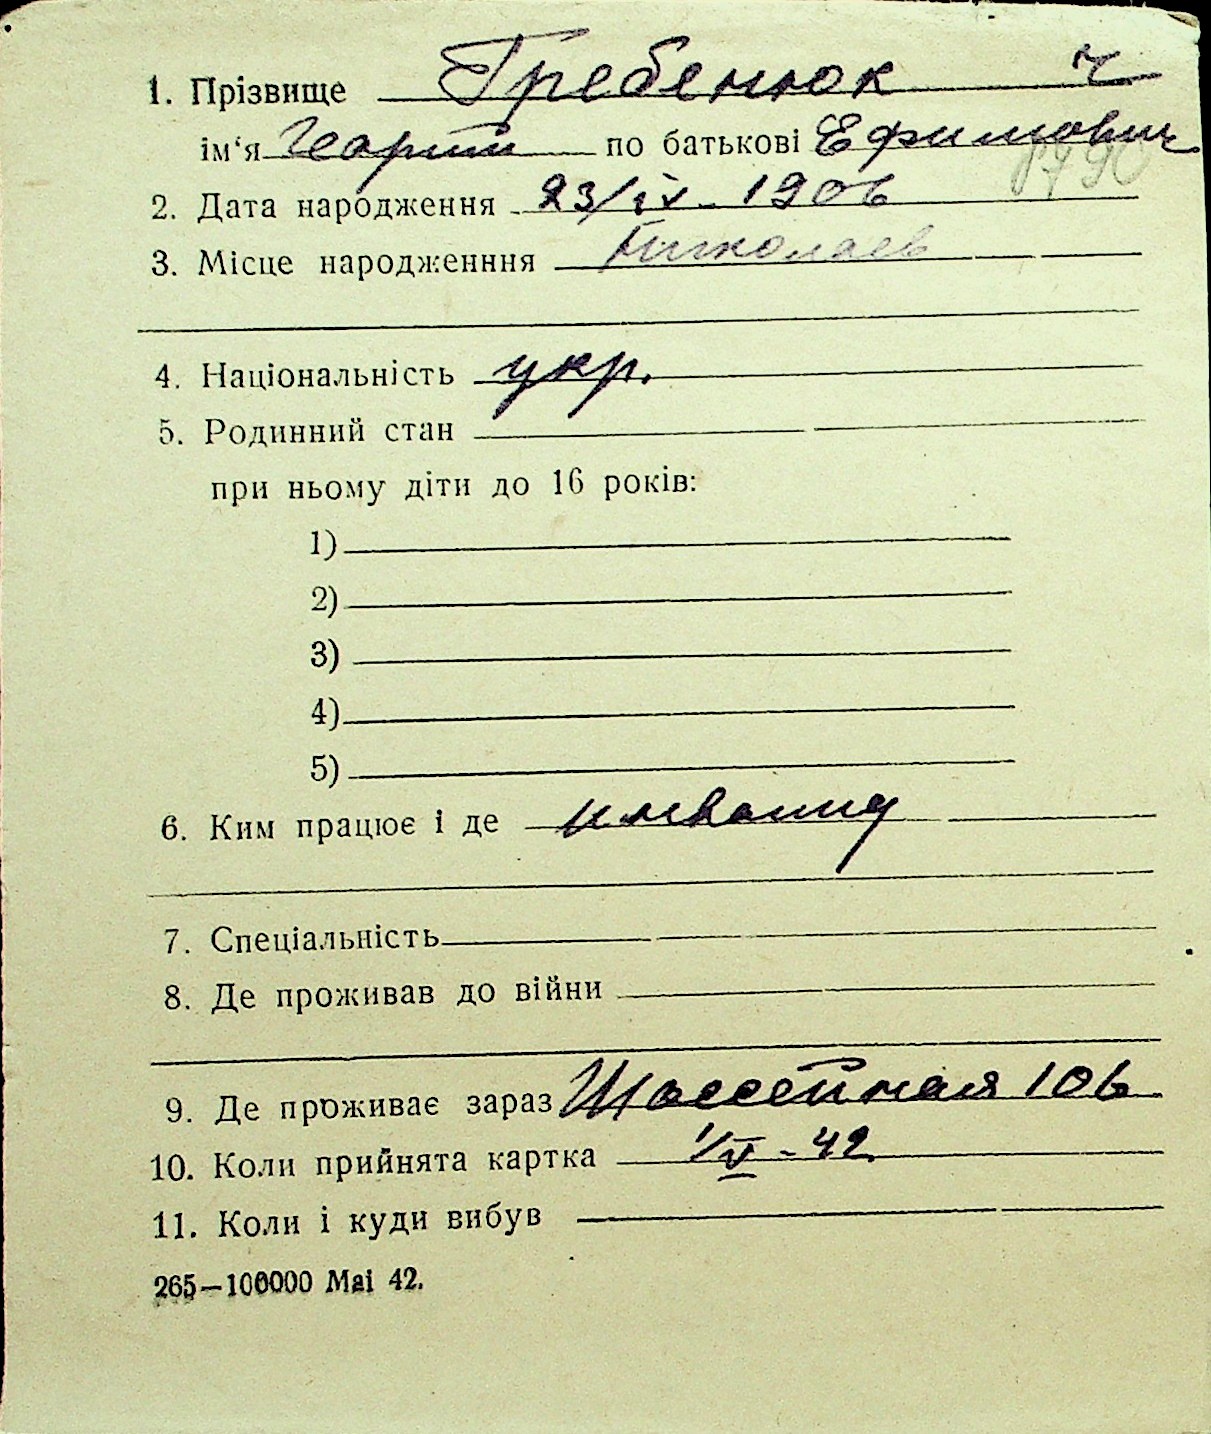 1. Прізвище Гребенюк ч
ім‘я Георгий по батькові Ефимович
8790
2. Дата народження 23/IX - 1906
3. Місце народженння Николаев
4. Національність укр.
5. Родинний стан
при ньому діти до 16 років:
1)
2)
3)
4)
5)
6. Ким працює і де инвалид
7. Спеціальність
8. Де проживав до війни
9. Де проживає зараз Шоссейная 106
10. Коли прийнята картка 1/V - 42
11. Коли і куди вибув
265—100000 Mai 42.